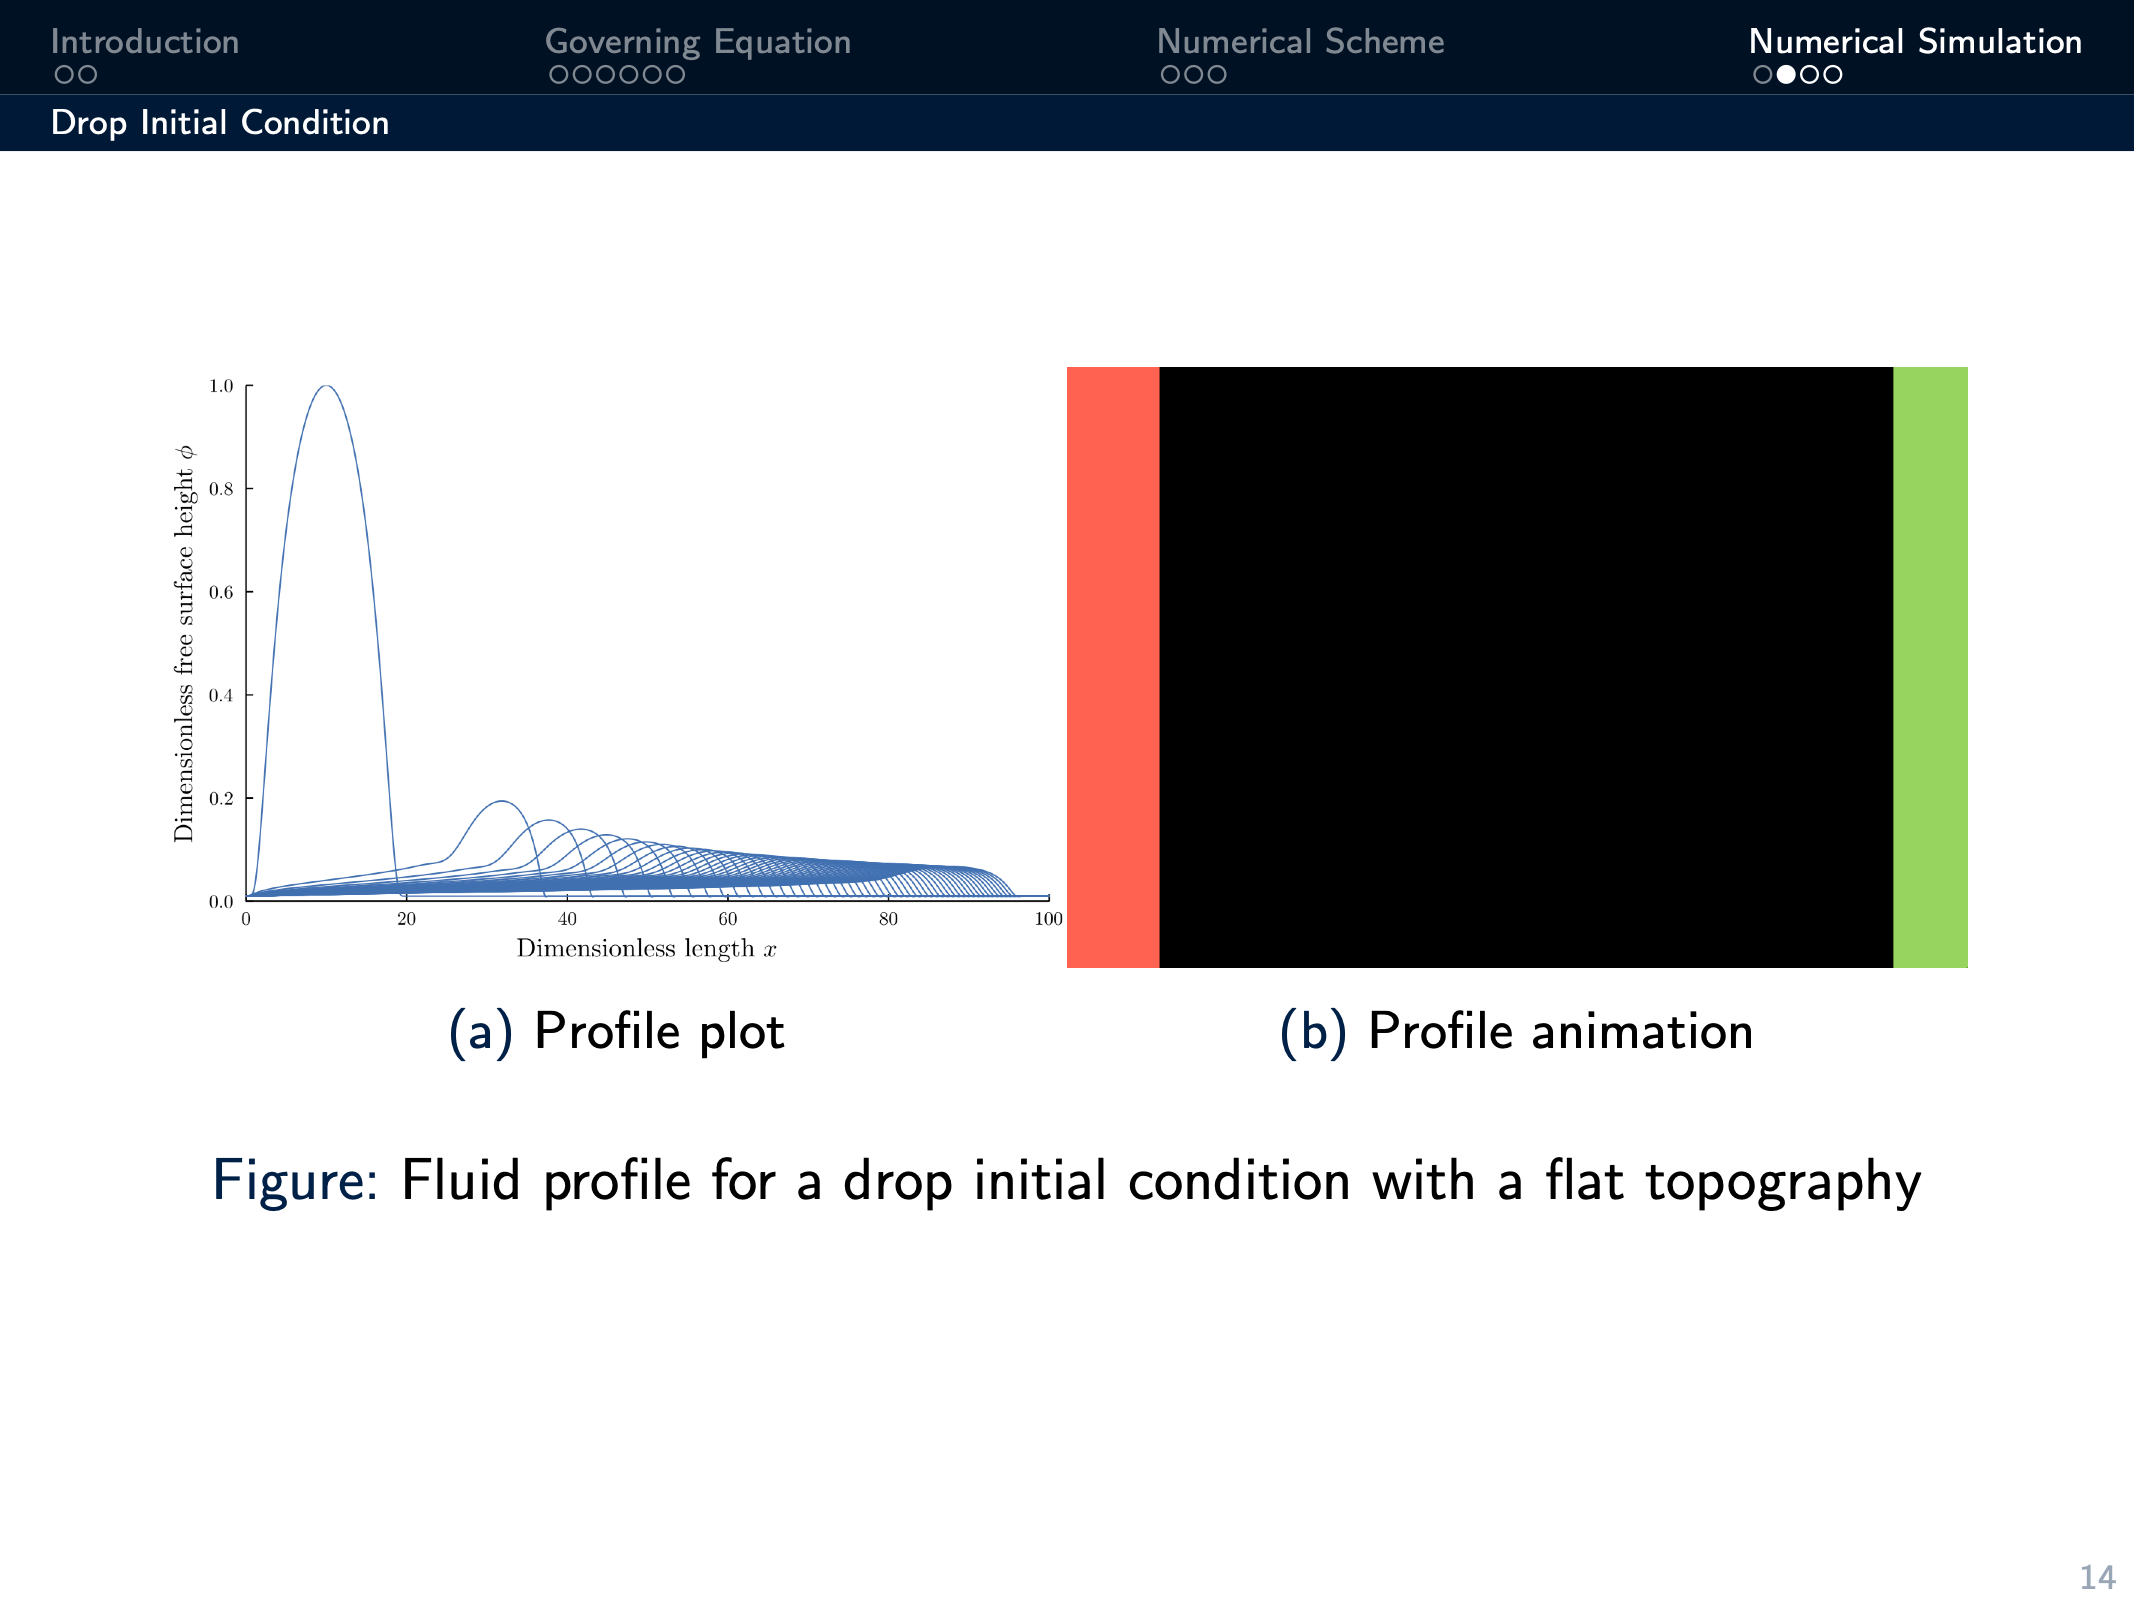 Introduction
Governing Equation
Numerical Scheme
Numerical Simulation
Drop Initial Condition
Dimensionless free surface height ϕ
1.0
0.8
0.6
0.4
0.2
0.0
0 20 40 60 80 100
Dimensionless length x
(a) Profile plot
(b) Profile animation
Figure: Fluid profile for a drop initial condition with a flat topography
14